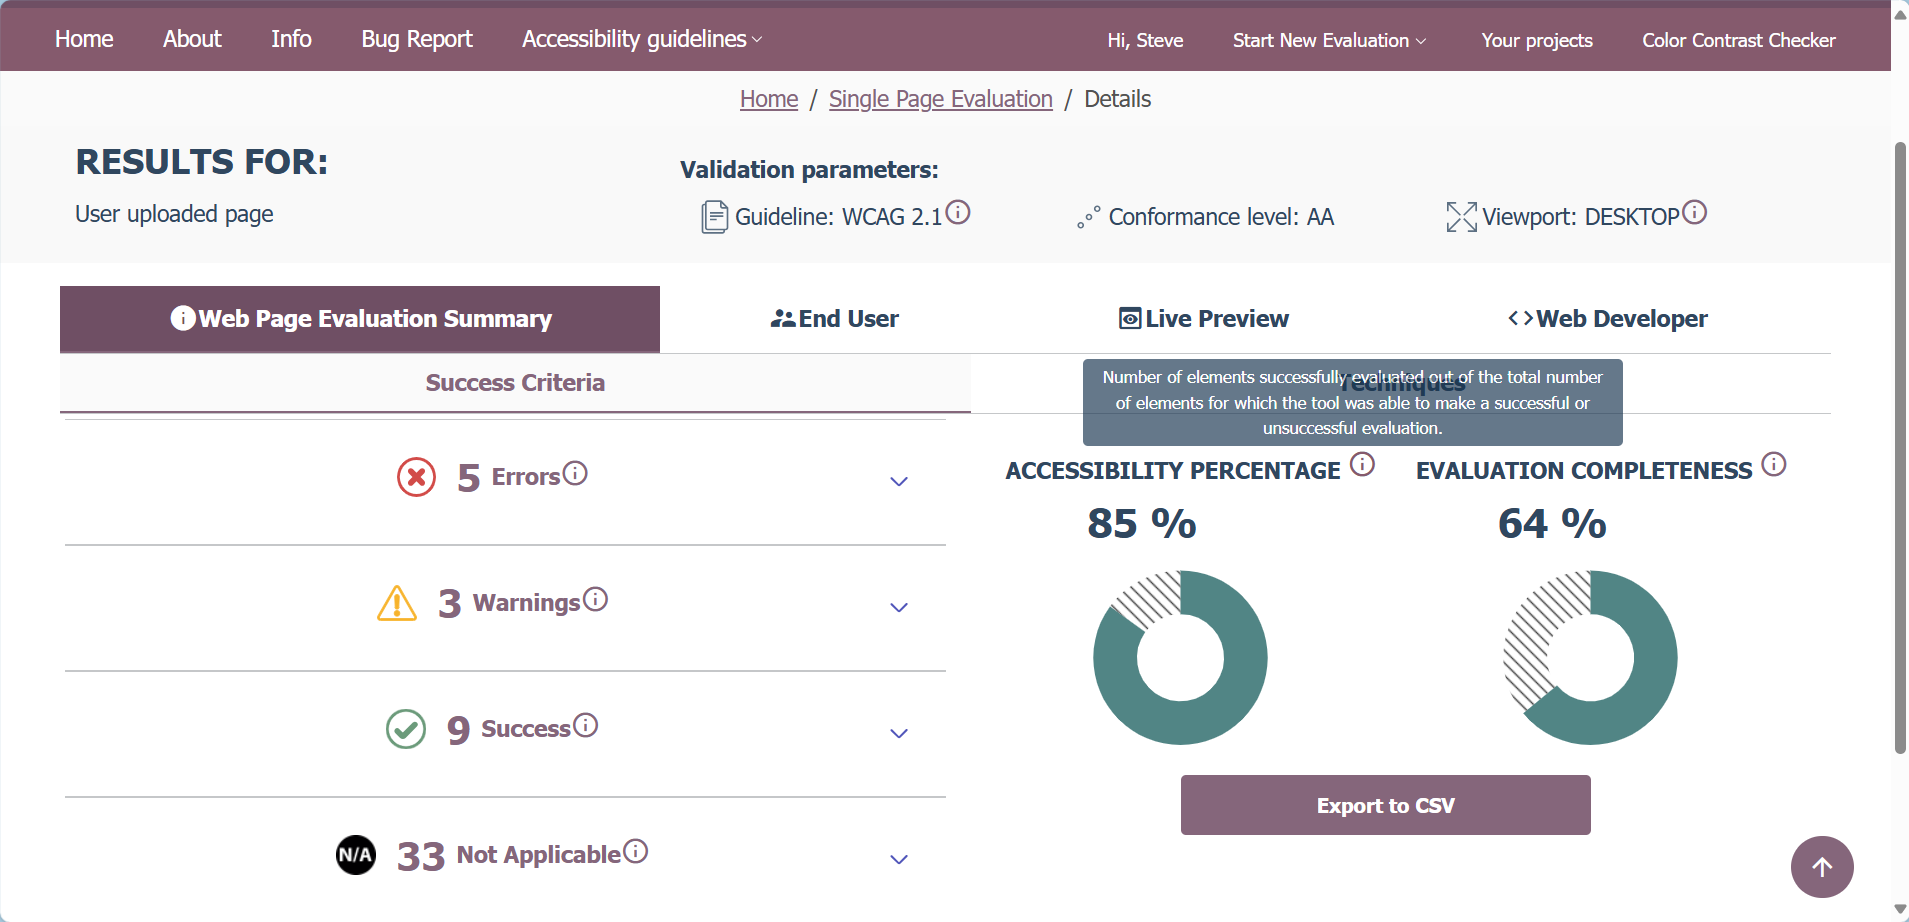 Home About Info Bug Report Accessibility guidelines Hi, Steve Start New Evaluation Your projects Color Contrast Checker
Home / Single Page Evaluation / Details
RESULTS FOR:
User uploaded page
Validation parameters:
Guideline: WCAG 2.1 Conformance level: AA Viewport: DESKTOP
Web Page Evaluation Summary End User Live Preview Web Developer
Success Criteria
Techniques
Number of elements successfully evaluated out of the total number
of elements for which the tool was able to make a successful or
unsuccessful evaluation.
5 Errors
3 Warnings
9 Success
N/A 33 Not Applicable
ACCESSIBILITY PERCENTAGE
85 %
EVALUATION COMPLETENESS
64 %
Export to CSV